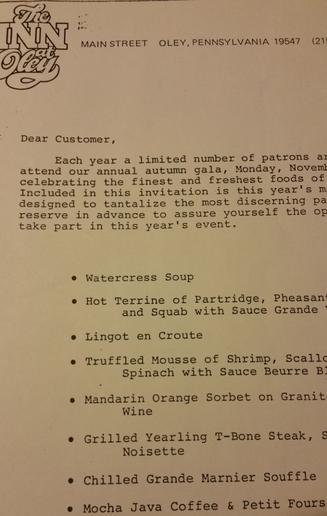 The
INN
at
Oley
MAIN STREET OLEY, PENNSYLVANIA 19547 (21
Dear Customer,
Each year a limited number of patrons ar
attend our annual autumn gala, Monday, Novemb
celebrating the finest and freshest foods of
Included in this invitation is this year's m
designed to tantalize the most discerning pa
reserve in advance to assure yourself the op
take part in this year's event.
• Watercress Soup
• Hot Terrine of Partridge, Pheasan
and Squab with Sauce Grande
• Lingot en Croute
• Truffled Mousse of Shrimp, Scallo
Spinach with Sauce Beurre Bl
• Mandarin Orange Sorbet on Granit
Wine
• Grilled Yearling T-Bone Steak, S
Noisette
• Chilled Grande Marnier Souffle
• Mocha Java Coffee & Petit Fours